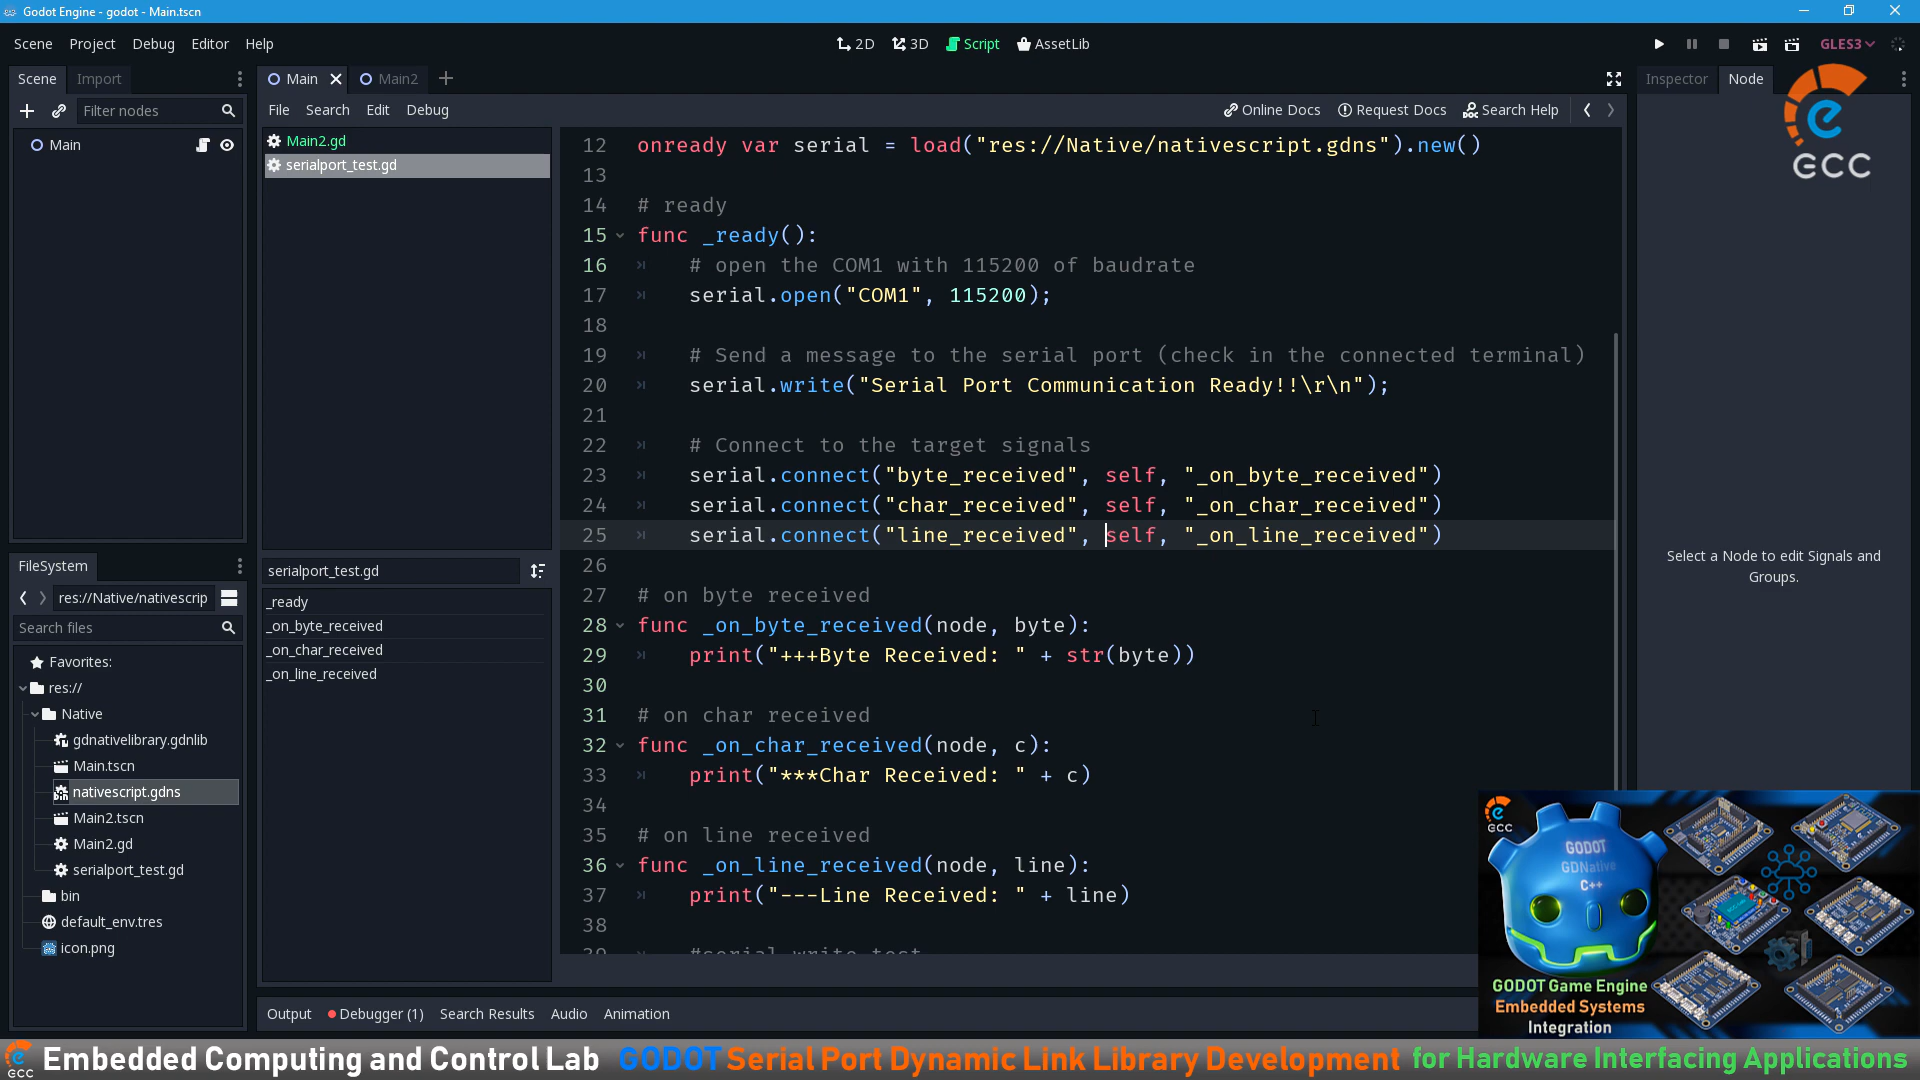 Godot Engine - godot - Main.tscn
Scene Project Debug Editor Help
2D 3D Script AssetLib
GLES3
Scene Import
Filter nodes
Main
Main Main2
File Search Edit Debug
Online Docs Request Docs Search Help
Main2.gd
serialport_test.gd
serialport_test.gd
_ready
_on_byte_received
_on_char_received
_on_line_received
12 onready var serial = load("res://Native/nativescript.gdns").new()
13
14 # ready
15 func _ready():
16 # open the COM1 with 115200 of baudrate
17 serial.open("COM1", 115200);
18
19 # Send a message to the serial port (check in the connected terminal)
20 serial.write("Serial Port Communication Ready!!\r\n");
21
22 # Connect to the target signals
23 serial.connect("byte_received", self, "_on_byte_received")
24 serial.connect("char_received", self, "_on_char_received")
25 serial.connect("line_received", self, "_on_line_received")
26
27 # on byte received
28 func _on_byte_received(node, byte):
29 print("+++Byte Received: " + str(byte))
30
31 # on char received
32 func _on_char_received(node, c):
33 print("***Char Received: " + c)
34
35 # on line received
36 func _on_line_received(node, line):
37 print("---Line Received: " + line)
38
39 #serial write test
FileSystem
res://Native/nativescrip
Search files
Favorites:
res://
Native
gdnativelibrary.gdnlib
Main.tscn
nativescript.gdns
Main2.tscn
Main2.gd
serialport_test.gd
bin
default_env.tres
icon.png
Output Debugger (1) Search Results Audio Animation
Inspector Node
ECC
Select a Node to edit Signals and
Groups.
ECC
GODOT
GDNative
C++
GODOT Game Engine
Embedded Systems
Integration
ECC
Embedded Computing and Control Lab GODOT Serial Port Dynamic Link Library Development for Hardware Interfacing Applications